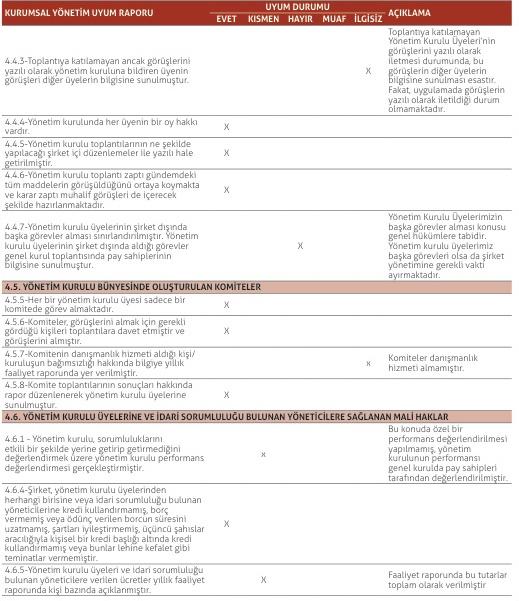 KURUMSAL YÖNETİM UYUM RAPORU
UYUM DURUMU
EVET KISMEN HAYIR MUAF İLGİSİZ
AÇIKLAMA
4.4.3-Toplantıya katılamayan ancak görüşlerini
yazılı olarak yönetim kuruluna bildiren üyenin
görüşleri diğer üyelerin bilgisine sunulmuştur.
X
Toplantıya katılamayan
Yönetim Kurulu Üyeleri'nin
görüşlerini yazılı olarak
iletmesi durumunda, bu
görüşlerin diğer üyelerin
bilgisine sunulması esastır.
Fakat, uygulamada görüşlerin
yazılı olarak iletildiği durum
olmamaktadır.
4.4.4-Yönetim kurulunda her üyenin bir oy hakkı
vardır.
X
4.4.5-Yönetim kurulu toplantılarının ne şekilde
yapılacağı şirket içi düzenlemeler ile yazılı hale
getirilmiştir.
X
4.4.6-Yönetim kurulu toplantı zaptı gündemdeki
tüm maddelerin görüşüldüğünü ortaya koymakta
ve karar zaptı muhalif görüşleri de içerecek
şekilde hazırlanmaktadır.
X
4.4.7-Yönetim kurulu üyelerinin şirket dışında
başka görevler alması sınırlandırılmıştır. Yönetim
kurulu üyelerinin şirket dışında aldığı görevler
genel kurul toplantısında pay sahiplerinin
bilgisine sunulmuştur.
X
Yönetim Kurulu Üyelerimizin
başka görevler alması konusu
genel hükümlere tabidir.
Yönetim kurulu üyelerimiz
başka görevleri olsa da şirket
yönetimine gerekli vakti
ayırmaktadır.
4.5. YÖNETİM KURULU BÜNYESİNDE OLUŞTURULAN KOMİTELER
4.5.5-Her bir yönetim kurulu üyesi sadece bir
komitede görev almaktadır.
X
4.5.6-Komiteler, görüşlerini almak için gerekli
gördüğü kişileri toplantılara davet etmiştir ve
görüşlerini almıştır.
X
4.5.7-Komitenin danışmanlık hizmeti aldığı kişi/
kuruluşun bağımsızlığı hakkında bilgiye yıllık
faaliyet raporunda yer verilmiştir.
x
Komiteler danışmanlık
hizmeti almamıştır.
4.5.8-Komite toplantılarının sonuçları hakkında
rapor düzenlenerek yönetim kurulu üyelerine
sunulmuştur.
X
4.6. YÖNETİM KURULU ÜYELERİNE VE İDARİ SORUMLULUĞU BULUNAN YÖNETİCİLERE SAĞLANAN MALİ HAKLAR
4.6.1 - Yönetim kurulu, sorumluluklarını
etkili bir şekilde yerine getirip getirmediğini
değerlendirmek üzere yönetim kurulu performans
değerlendirmesi gerçekleştirmiştir.
x
Bu konuda özel bir
performans değerlendirilmesi
yapılmamış, yönetim
kurulunun performansı
genel kurulda pay sahipleri
tarafından değerlendirilmiştir.
4.6.4-Şirket, yönetim kurulu üyelerinden
herhangi birisine veya idari sorumluluğu bulunan
yöneticilerine kredi kullandırmamış, borç
vermemiş veya ödünç verilen borcun süresini
uzatmamış, şartları iyileştirmemiş, üçüncü şahıslar
aracılığıyla kişisel bir kredi başlığı altında kredi
kullandırmamış veya bunlar lehine kefalet gibi
teminatlar vermemiştir.
X
4.6.5-Yönetim kurulu üyeleri ve idari sorumluluğu
bulunan yöneticilere verilen ücretler yıllık faaliyet
raporunda kişi bazında açıklanmıştır.
X
Faaliyet raporunda bu tutarlar
toplam olarak verilmiştir